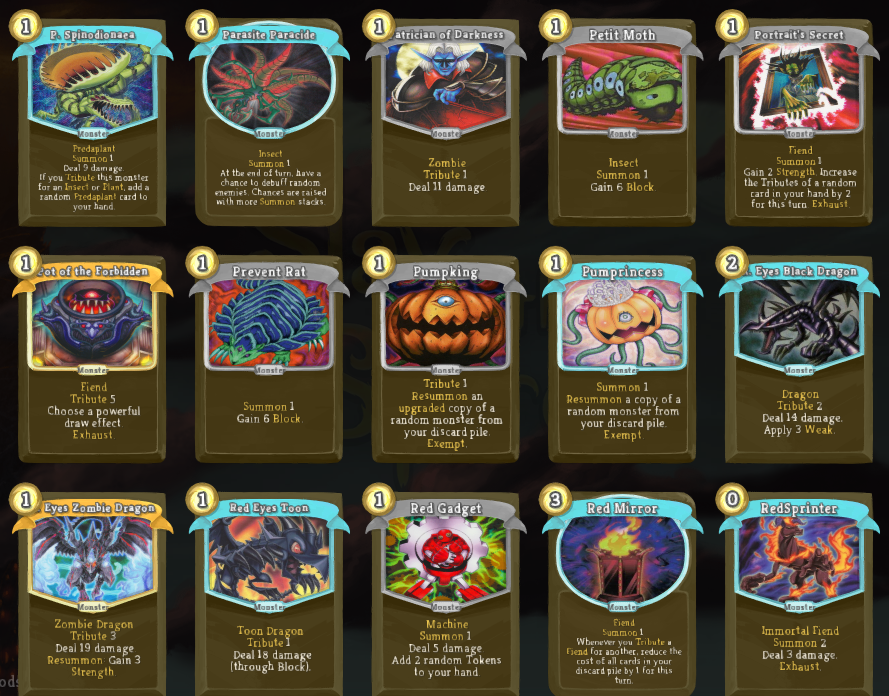 1
P. Spinodionaea
Monster
Predaplant
Summon 1
Deal 9 damage.
If you Tribute this monster
for an Insect or Plant, add a
random Predaplant card to
your hand.
1
Parasite Paracide
Monster
Insect
Summon 1
At the end of turn, have a
chance to debuff random
enemies. Chances are raised
with more Summon stacks.
1
atrician of Darkness
Monster
Zombie
Tribute 1
Deal 11 damage
1
Petit Moth
Monster
Insect
Summon 1
Gain 6 Block.
1
Portrait's Secret
Monster
Fiend
Summon 1
Gain 2 Strength. Increase
the Tributes of a random
card in your hand by 2
for this turn. Exhaust.
1
ot of the Forbidden
Monster
Fiend
Tribute 5
Choose a powerful
draw effect
Exhaust.
1
Prevent Rat
Monster
Summon 1
Gain 6 Block.
1
Pumpking
Monster
Tribute 1
Resummon an
upgraded copy of a
random monster from
your discard pile.
Exempt.
1
Pumprincess
Monster
Summon 1
Resummon a copy of a
random monster from
your discard pile.
Exempt
2
. Eyes Black Dragon
Monster
Dragon
Tribute 2
Deal 14 damage.
Apply 3 Weak.
1
Eyes Zombie Dragon
Monster
Zombie Dragon
Tribute 3
Deal 19 damage
Resummon: Gain 3
Strength.
1
Red Eyes Toon
Monster
Toon Dragon
Tribute 1
Deal 18 damage
(through Block).
1
Red Gadget
Monster
Machine
Summon 1
Deal 5 damage.
Add 2 random Tokens
to your hand.
3
Red Mirror
Monster
Fiend
Summon 1
Whenever you Tribute a
Fiend for another, reduce the
cost of all cards in your
discard pile by 1 for this
turn.
0
RedSprinter
Monster
Immortal Fiend
Summon 2
Deal 3 damage.
Exhaust.